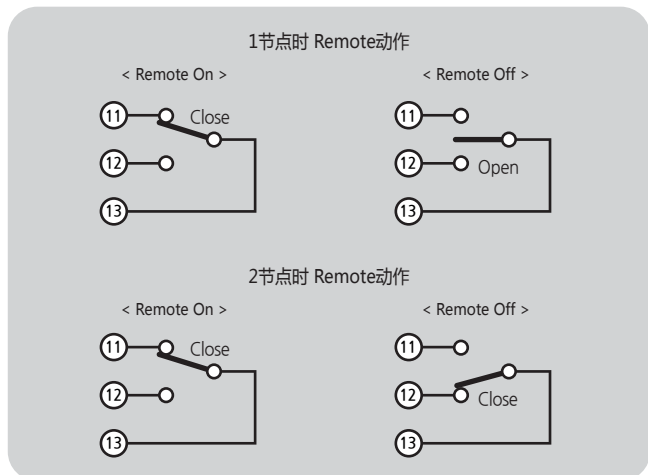 1节点时 Remote动作
< Remote On >
< Remote Off >
11
Close
12
13
11
12
Open
13
2节点时 Remote动作
< Remote On >
< Remote Off >
11
Close
12
13
11
12
Close
13